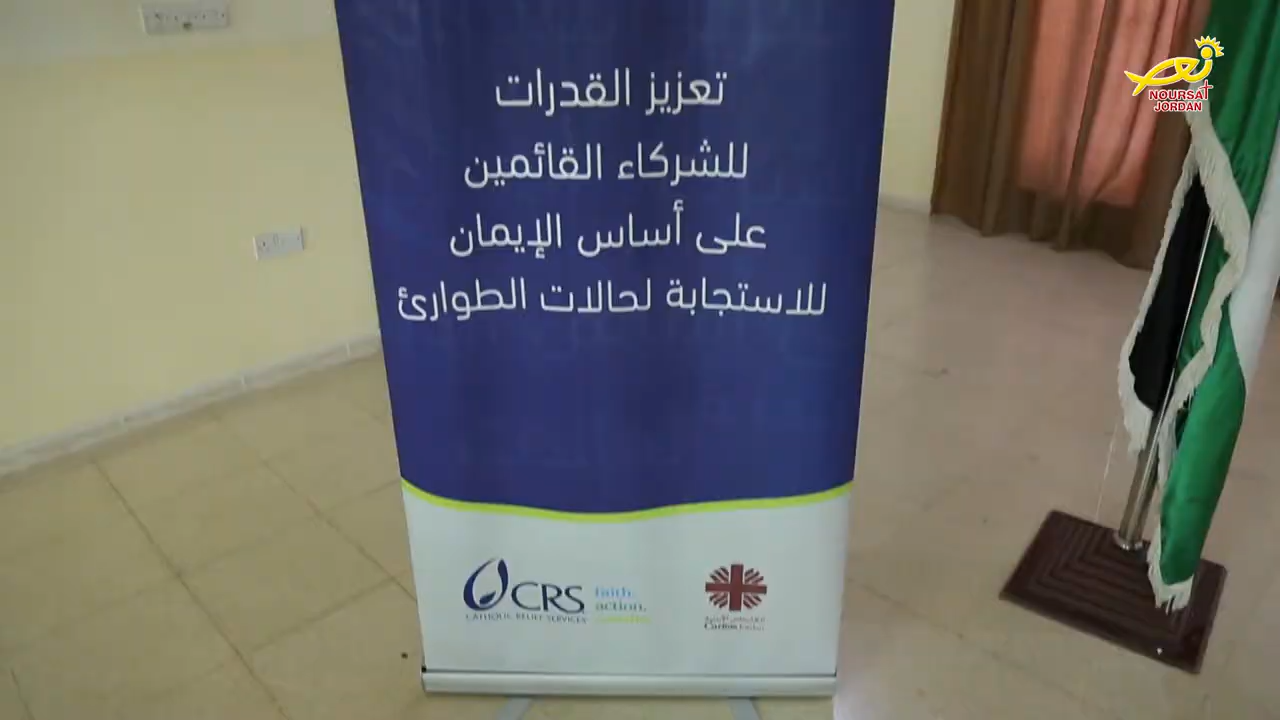 تعزيز القدرات
للشركاء القائمين
على أساس الإيمان
للاستجابة لحالات الطوارئ
CRS
CATHOLIC RELIEF SERVICES
faith.
action.
Caritas
نور
NOURSAT
JORDAN